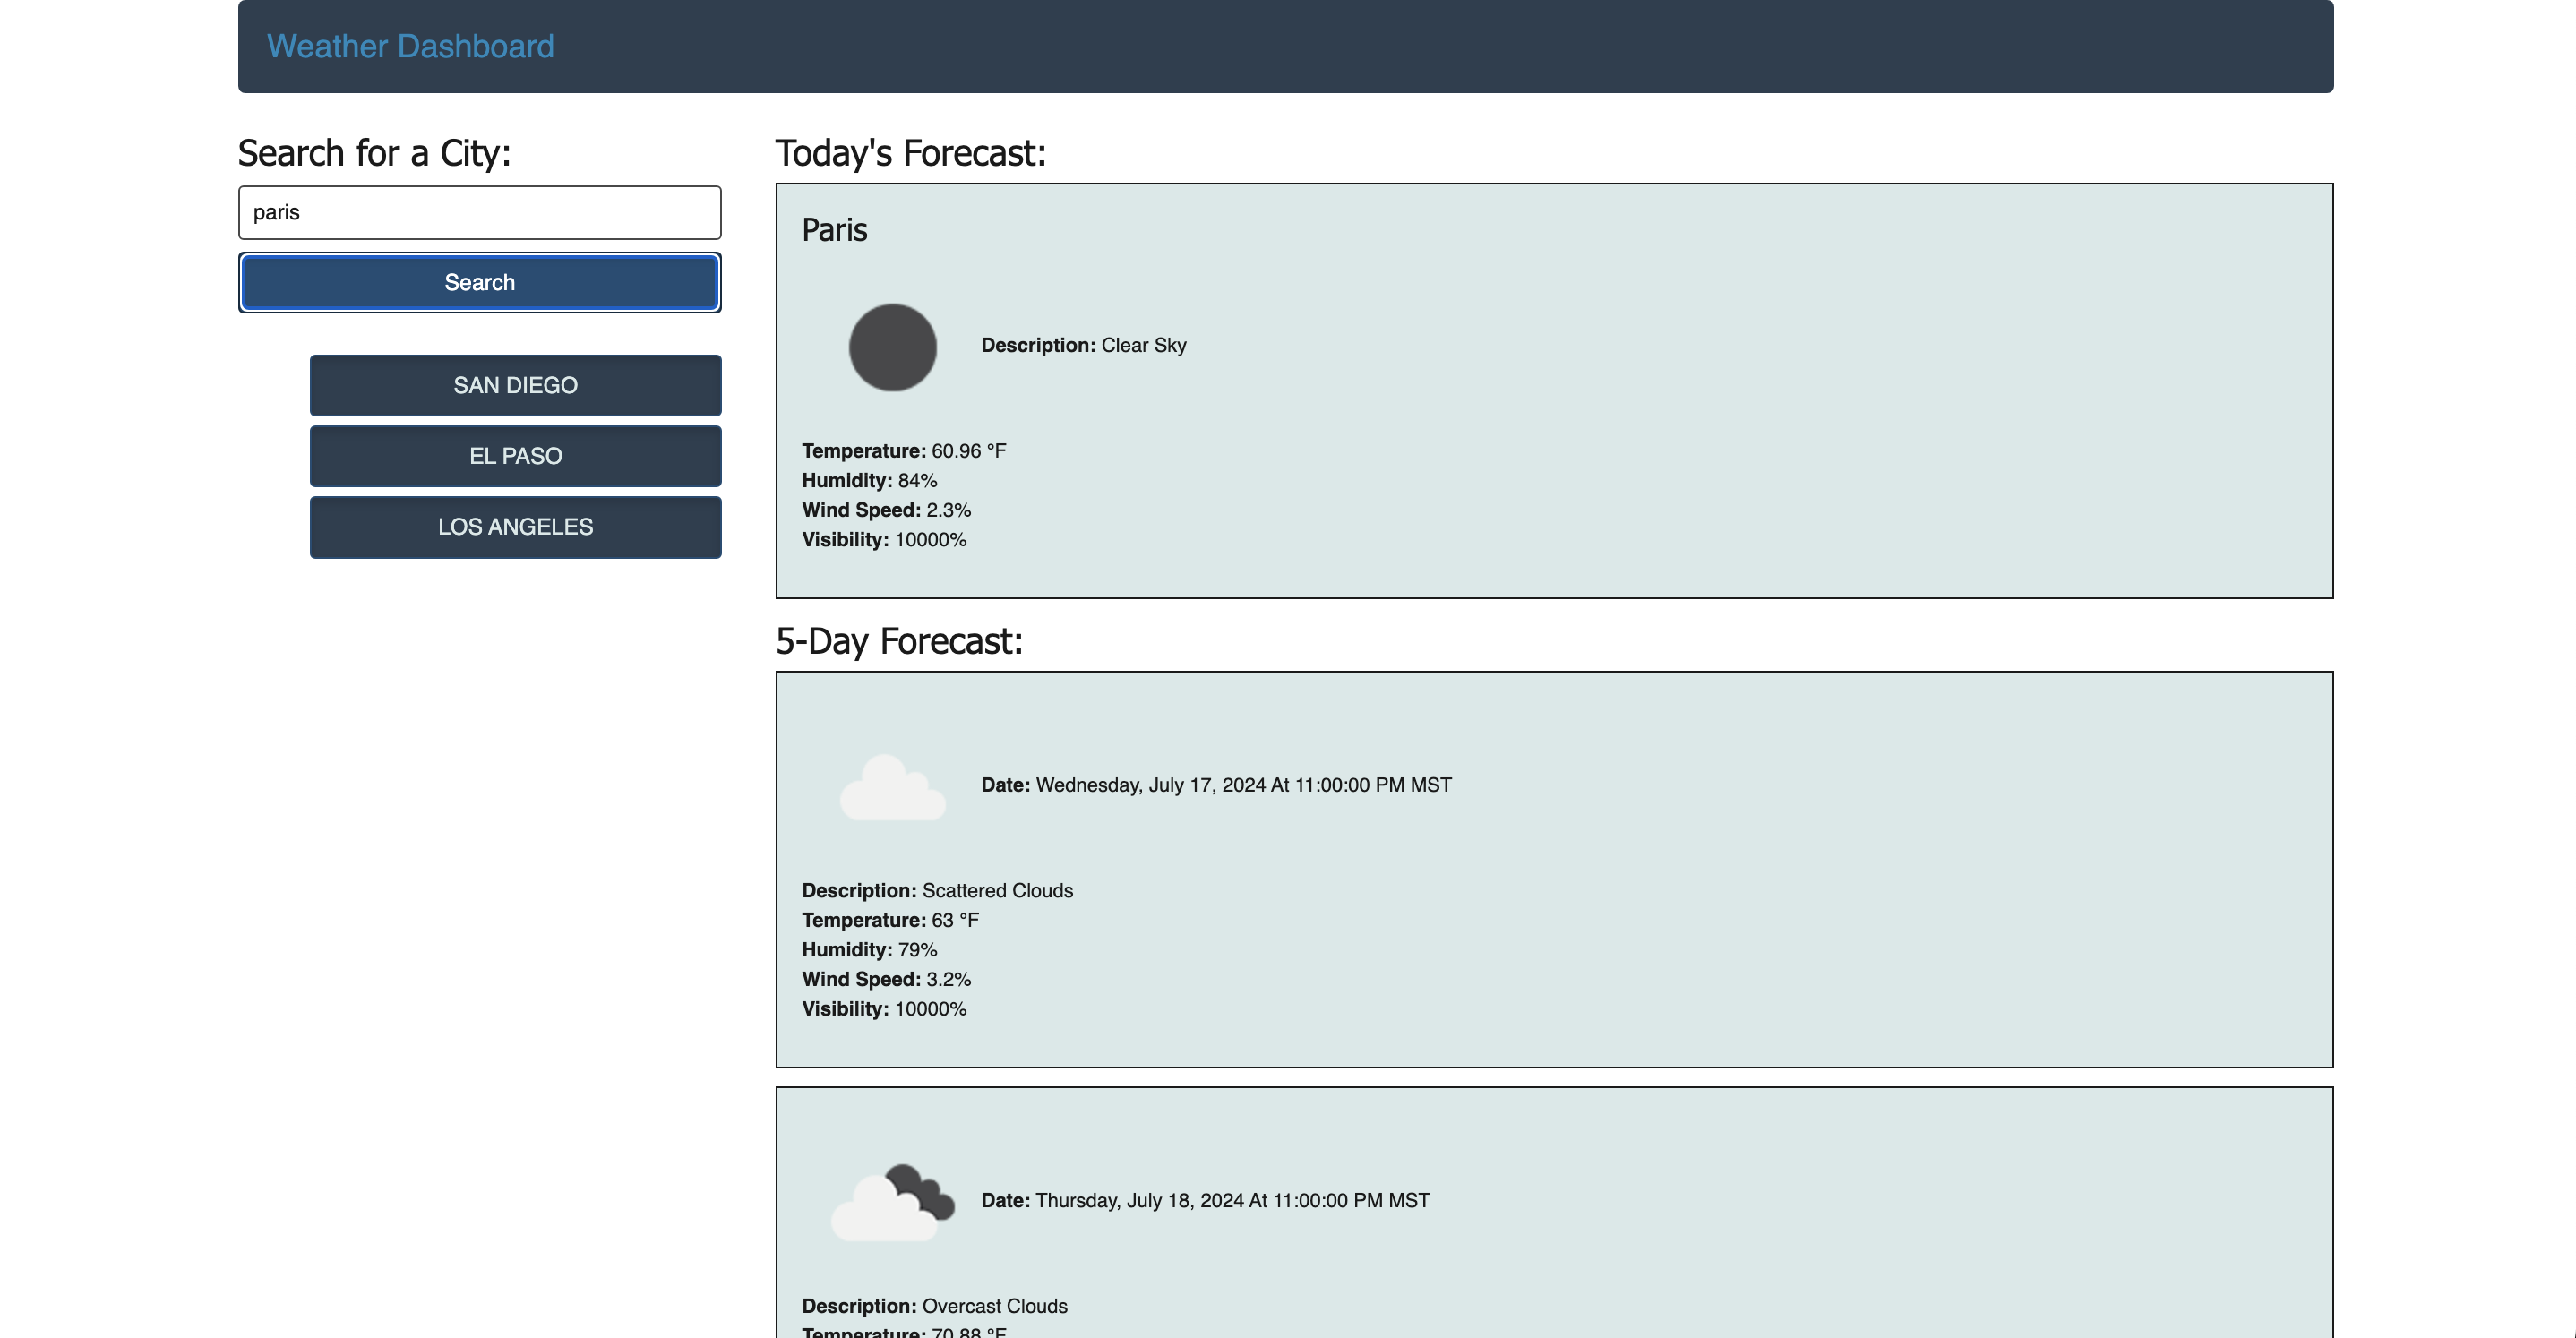 Weather Dashboard
Search for a City:
paris
Search
SAN DIEGO
EL PASO
LOS ANGELES
Today's Forecast:
Paris
Description: Clear Sky
Temperature: 60.96 °F
Humidity: 84%
Wind Speed: 2.3%
Visibility: 10000%
5-Day Forecast:
Date: Wednesday, July 17, 2024 At 11:00:00 PM MST
Description: Scattered Clouds
Temperature: 63 °F
Humidity: 79%
Wind Speed: 3.2%
Visibility: 10000%
Date: Thursday, July 18, 2024 At 11:00:00 PM MST
Description: Overcast Clouds
Temperature: 70.88 °F